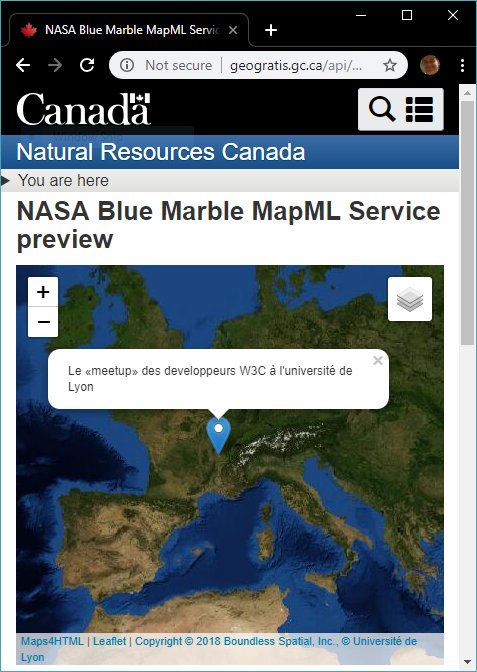 NASA Blue Marble MapML Servic
Not secure | geogratis.gc.ca/api/...
Canada
Natural Resources Canada
You are here
NASA Blue Marble MapML Service
preview
+
−
Le «meetup» des developpeurs W3C à l'université de
Lyon
Maps4HTML | Leaflet | Copyright © 2018 Boundless Spatial, Inc., © Université de
Lyon